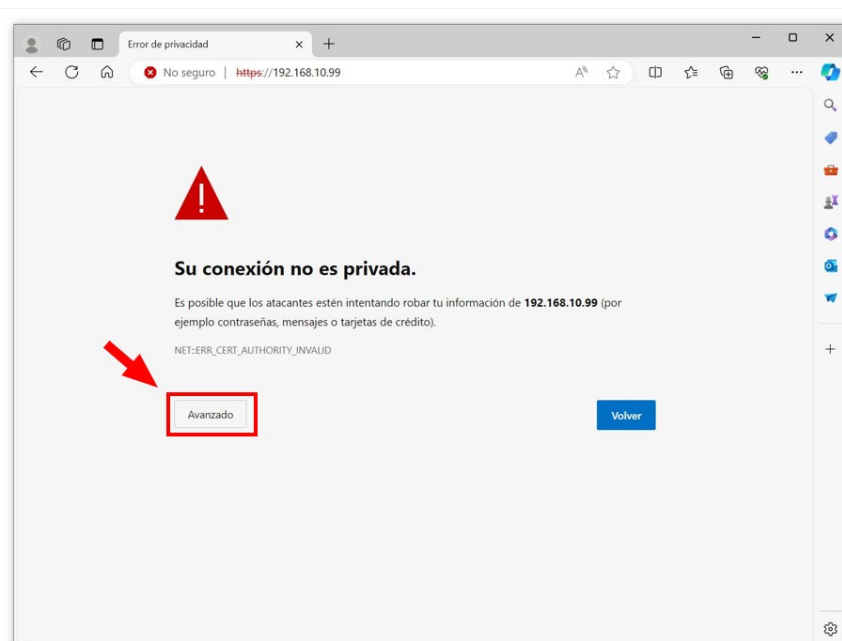 Error de privacidad
No seguro | https://192.168.10.99
Su conexión no es privada.
Es posible que los atacantes estén intentando robar tu información de 192.168.10.99 (por
ejemplo contraseñas, mensajes o tarjetas de crédito).
NET::ERR_CERT_AUTHORITY_INVALID
Avanzado
Volver